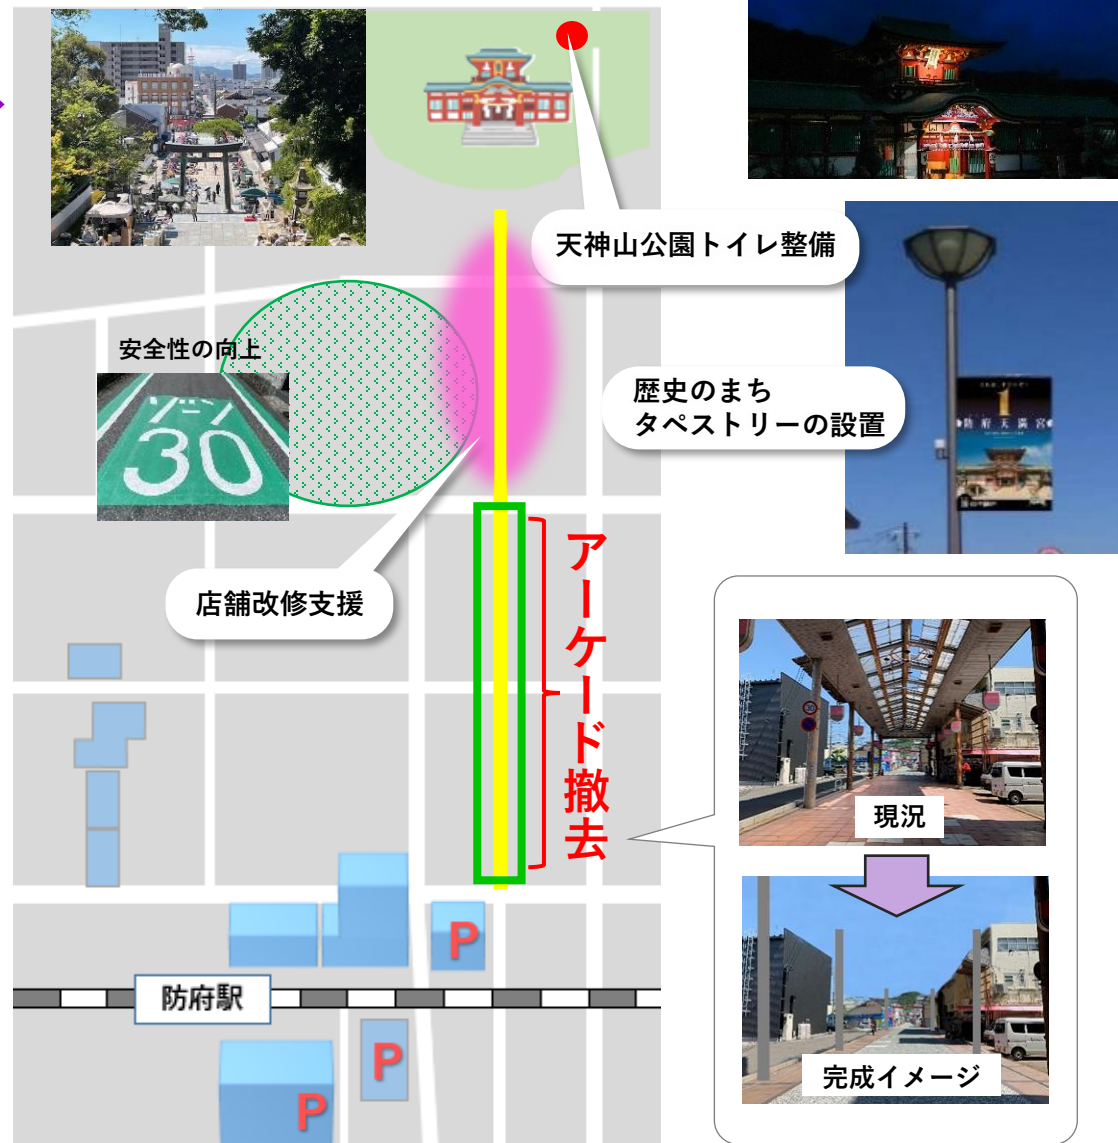 天神山公園トイレ整備
安全性の向上
ゾーン
30
歴史のまち
タペストリーの設置
1
防府天満宮
店舗改修支援
アーケード撤去
30
現況
P
防府駅
P
P
完成イメージ